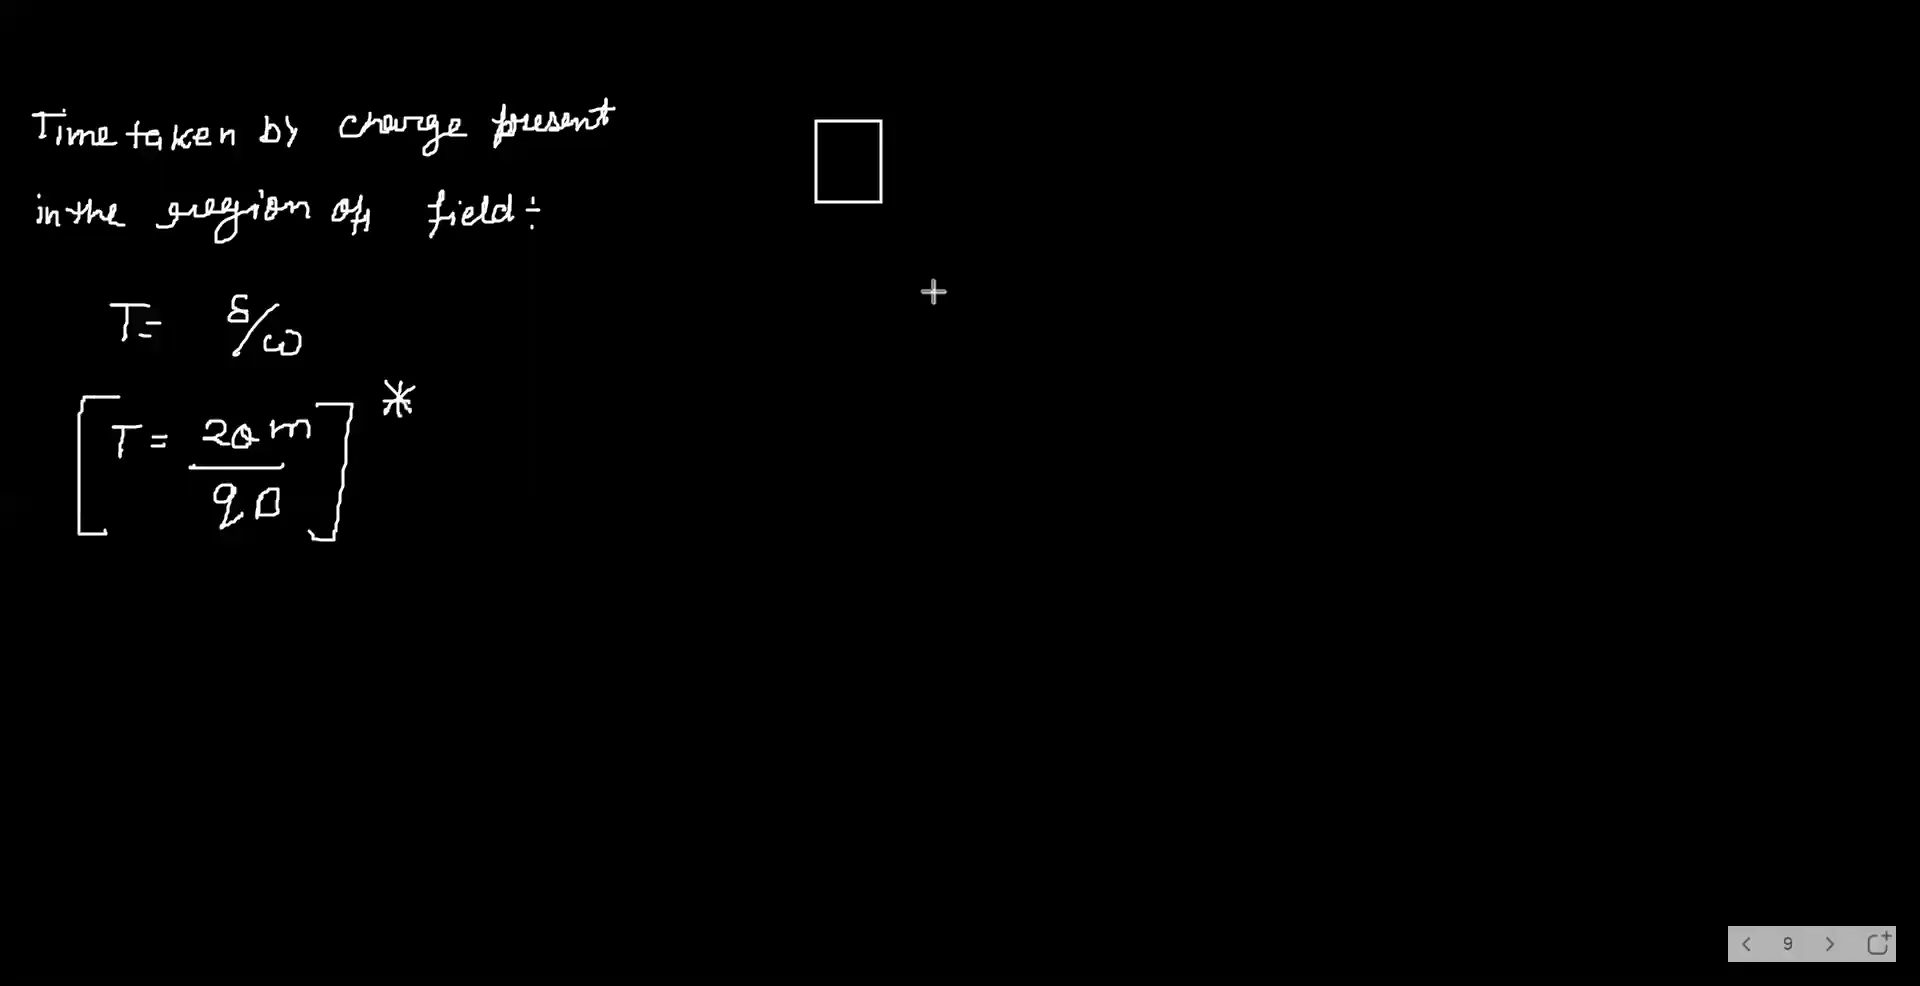 Time taken by charge present
in the region of field ÷
T = δ/ω
[T = 2θm / qB] *
9